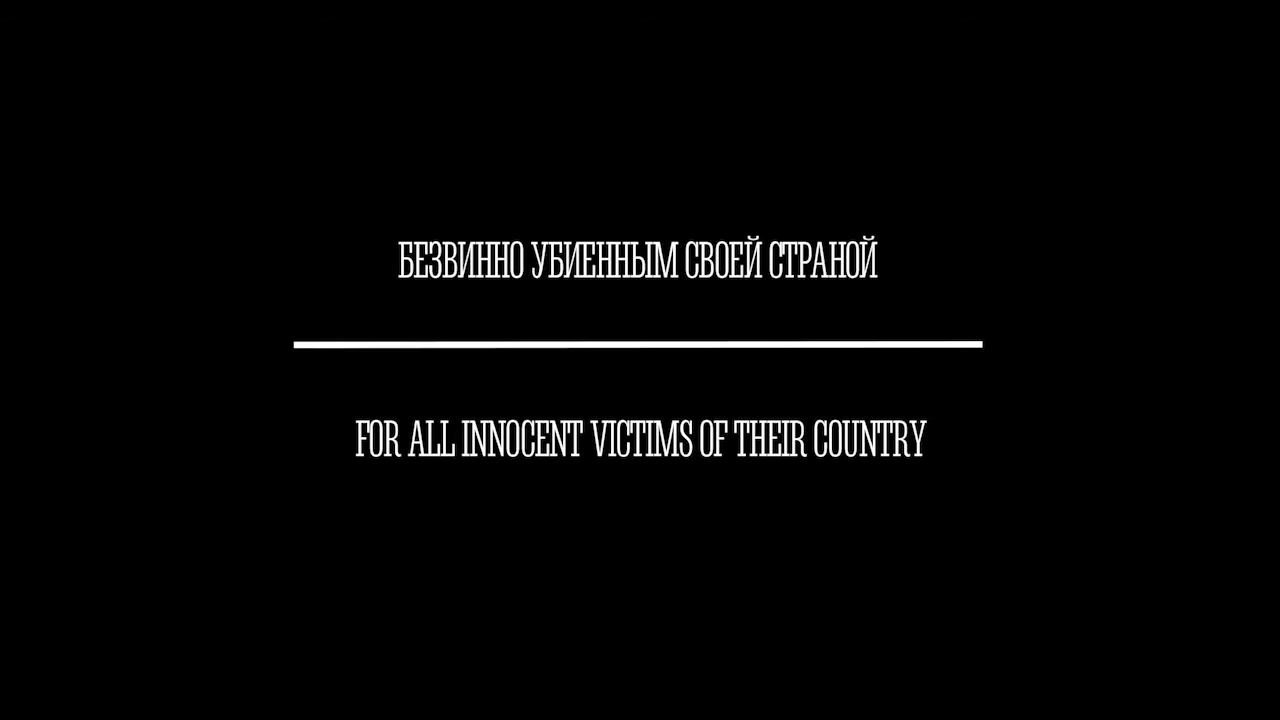 БЕЗВИННО УБИЕННЫМ СВОЕЙ СТРАНОЙ
FOR ALL INNOCENT VICTIMS OF THEIR COUNTRY